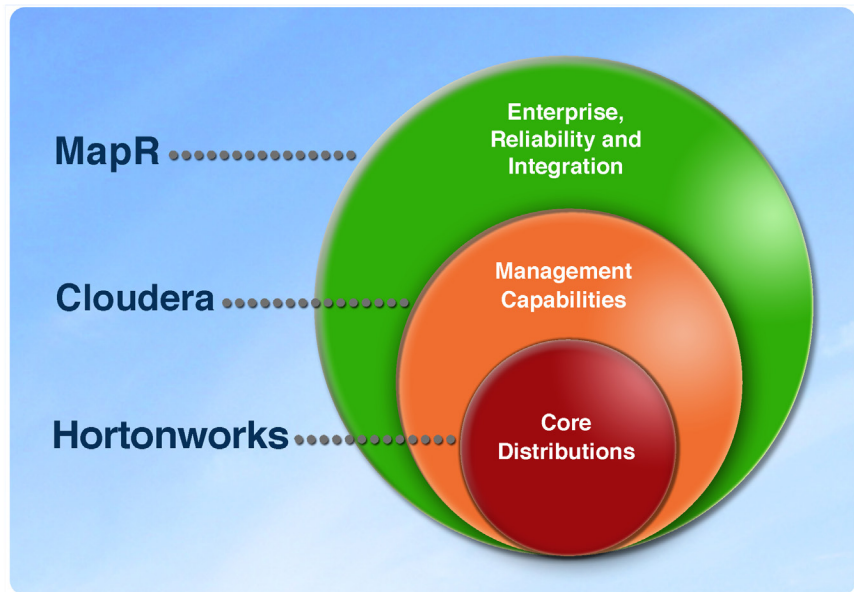 MapR
Enterprise,
Reliability and
Integration
Cloudera
Management
Capabilities
Hortonworks
Core
Distributions